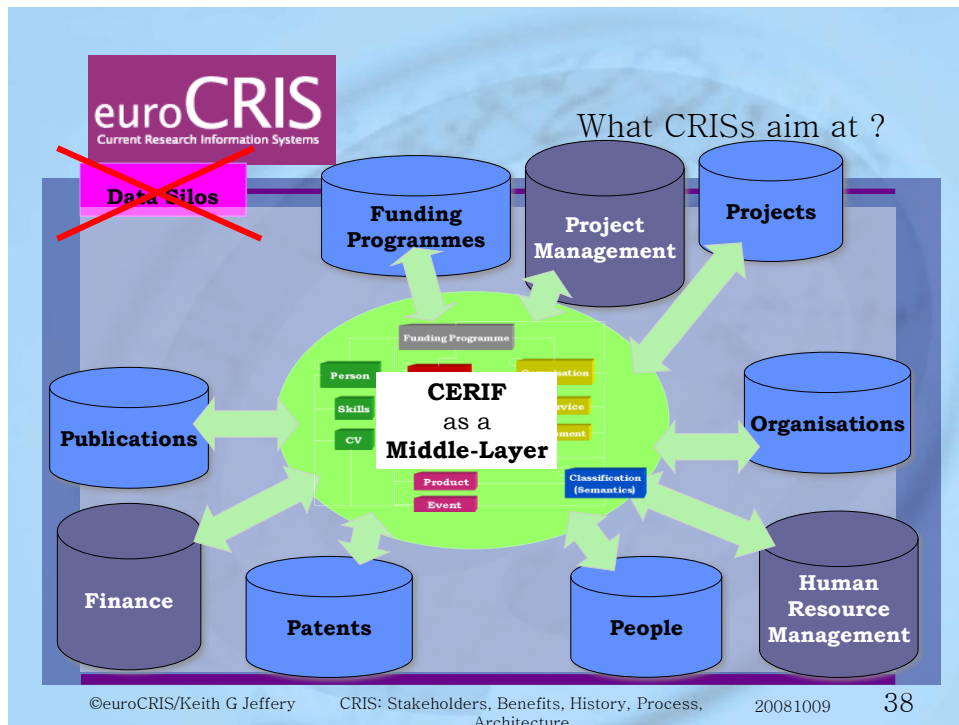 euroCRIS
Current Research Information Systems
What CRISs aim at ?
Data Silos
Funding
Programmes
Project
Management
Projects
Funding Programme
Person
Skills
CV
CERIF
as a
Middle-Layer
Product
Event
Classification
(Semantics)
Publications
Organisations
Finance
Patents
People
Human
Resource
Management
©euroCRIS/Keith G Jeffery
CRIS: Stakeholders, Benefits, History, Process,
Architecture
20081009
38